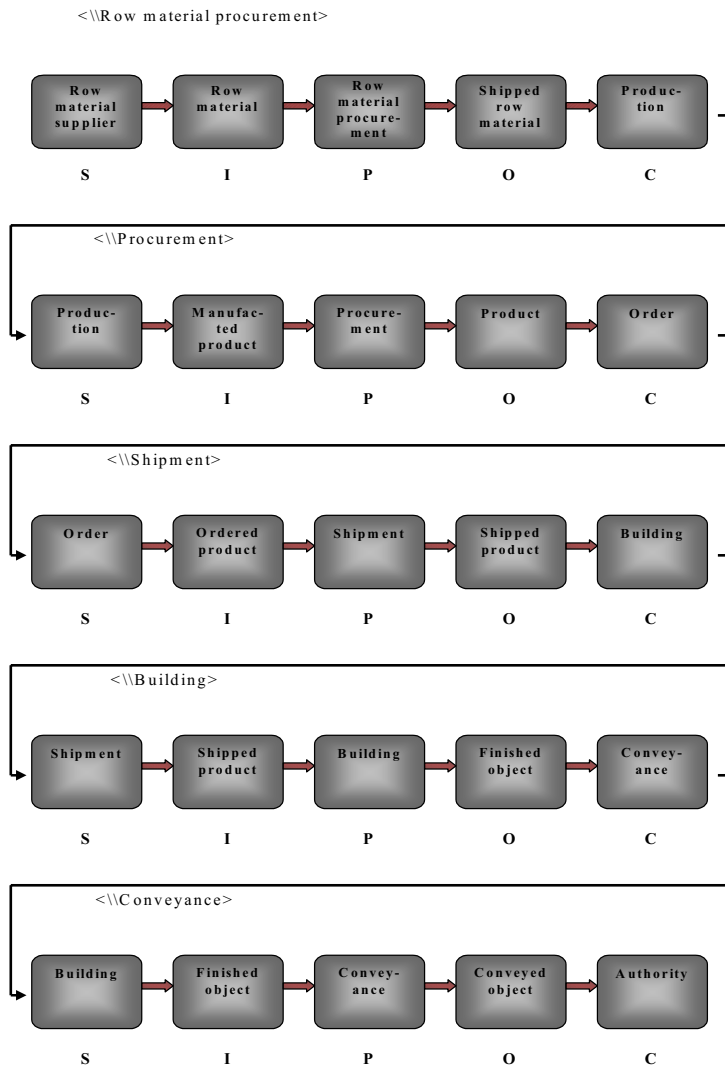 <\\Row material procurement>
Row
material
supplier
Row
material
Row
material
procure-
ment
Shipped
row
material
Produc-
tion
S I P O C
<\\Procurement>
Produc-
tion
Manufac-
ted
product
Procure-
ment
Product
Order
S I P O C
<\\Shipment>
Order
Ordered
product
Shipment
Shipped
product
Building
S I P O C
<\\Building>
Shipment
Shipped
product
Building
Finished
object
Convey-
ance
S I P O C
<\\Conveyance>
Building
Finished
object
Convey-
ance
Conveyed
object
Authority
S I P O C